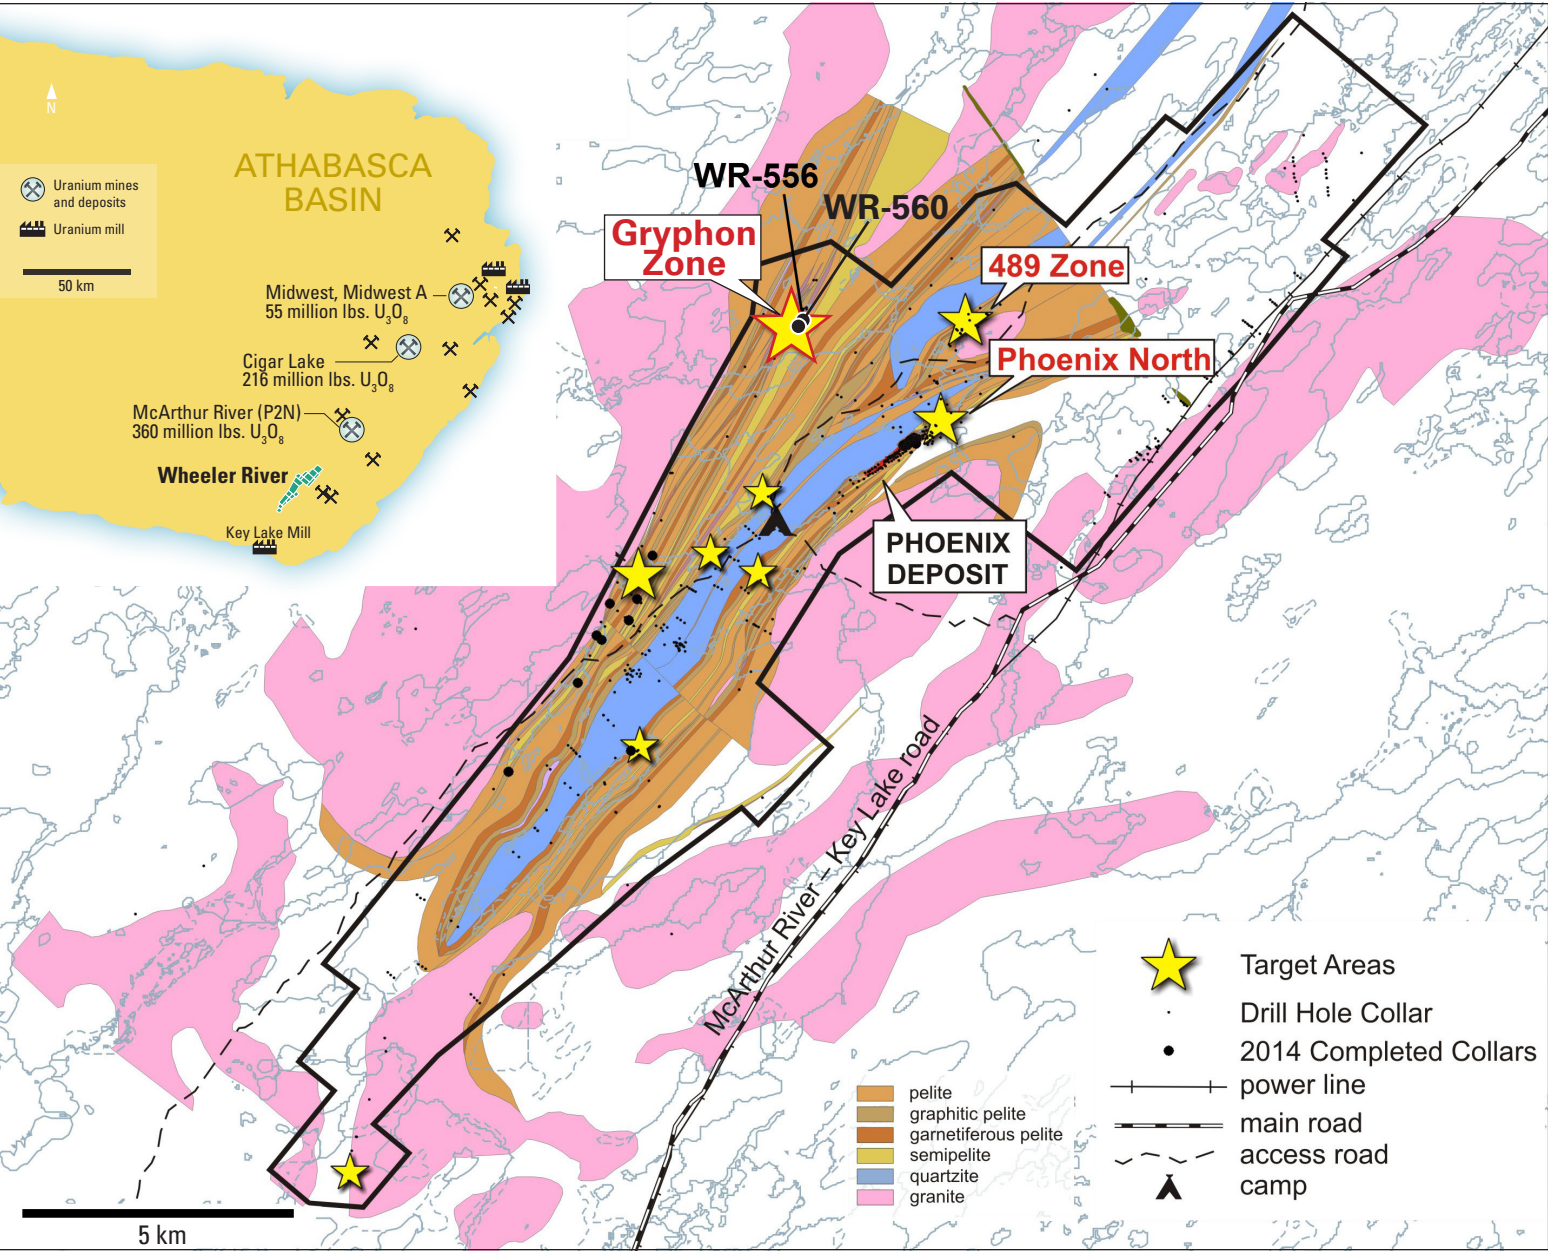 N
ATHABASCA
BASIN
Uranium mines
and deposits
Uranium mill
50 km
Midwest, Midwest A
55 million lbs. U3O8
Cigar Lake
216 million lbs. U3O8
McArthur River (P2N)
360 million lbs. U3O8
Wheeler River
Key Lake Mill
WR-556
WR-560
Gryphon
Zone
489 Zone
Phoenix North
PHOENIX
DEPOSIT
McArthur River – Key Lake road
Target Areas
Drill Hole Collar
2014 Completed Collars
power line
main road
access road
camp
pelite
graphitic pelite
garnetiferous pelite
semipelite
quartzite
granite
5 km